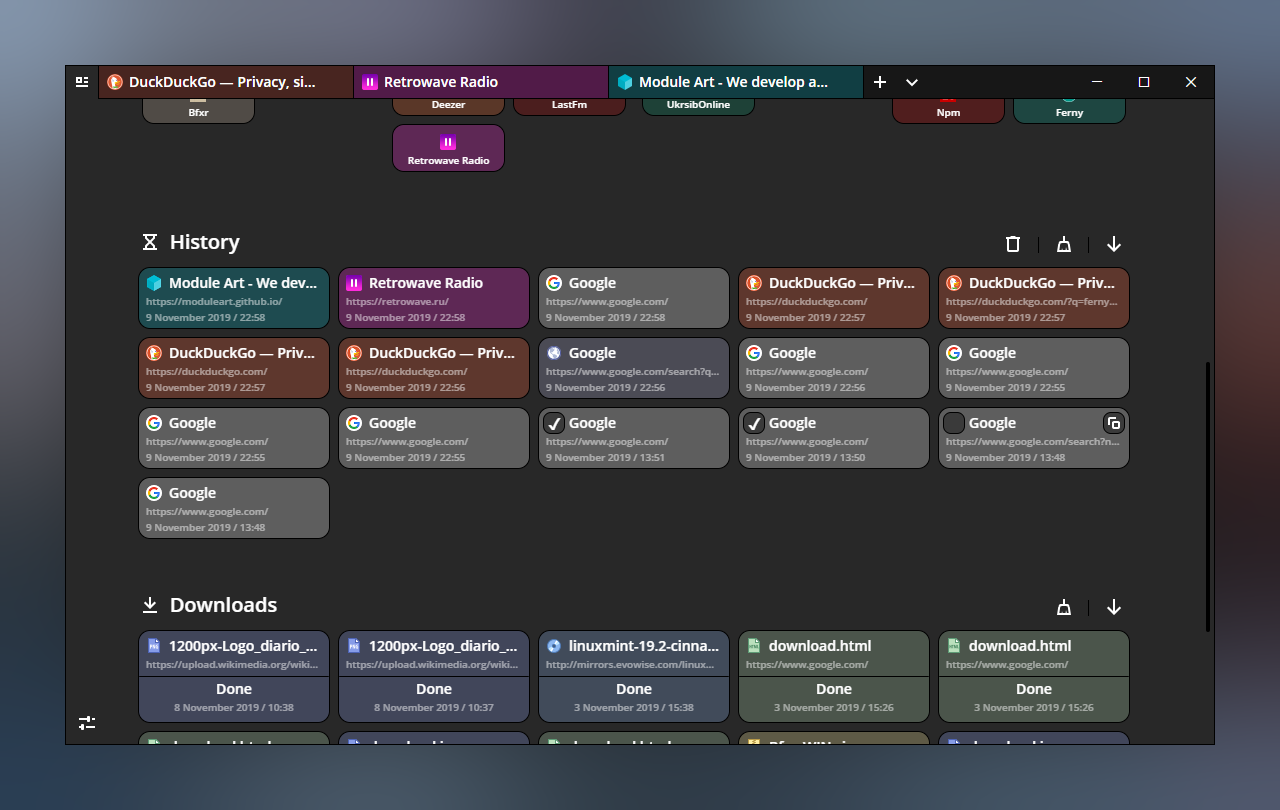 DuckDuckGo — Privacy, si...
Retrowave Radio
Module Art - We develop a...
Bfxr
Deezer
LastFm
UkrsibOnline
Npm
Ferny
Retrowave Radio
History
Module Art - We dev...
https://moduleart.github.io/
9 November 2019 / 22:58
Retrowave Radio
https://retrowave.ru/
9 November 2019 / 22:58
Google
https://www.google.com/
9 November 2019 / 22:58
DuckDuckGo — Priv...
https://duckduckgo.com/
9 November 2019 / 22:57
DuckDuckGo — Priv...
https://duckduckgo.com/?q=ferny...
9 November 2019 / 22:57
DuckDuckGo — Priv...
https://duckduckgo.com/
9 November 2019 / 22:57
DuckDuckGo — Priv...
https://duckduckgo.com/
9 November 2019 / 22:56
Google
https://www.google.com/search?q...
9 November 2019 / 22:56
Google
https://www.google.com/
9 November 2019 / 22:56
Google
https://www.google.com/
9 November 2019 / 22:55
Google
https://www.google.com/
9 November 2019 / 22:55
Google
https://www.google.com/
9 November 2019 / 22:55
Google
https://www.google.com/
9 November 2019 / 13:51
Google
https://www.google.com/
9 November 2019 / 13:50
Google
https://www.google.com/search?n...
9 November 2019 / 13:48
Google
https://www.google.com/
9 November 2019 / 13:48
Downloads
1200px-Logo_diario_...
https://upload.wikimedia.org/wiki...
Done
8 November 2019 / 10:38
1200px-Logo_diario_...
https://upload.wikimedia.org/wiki...
Done
8 November 2019 / 10:37
linuxmint-19.2-cinna...
http://mirrors.evowise.com/linux...
Done
3 November 2019 / 15:38
download.html
https://www.google.com/
Done
3 November 2019 / 15:26
download.html
https://www.google.com/
Done
3 November 2019 / 15:26